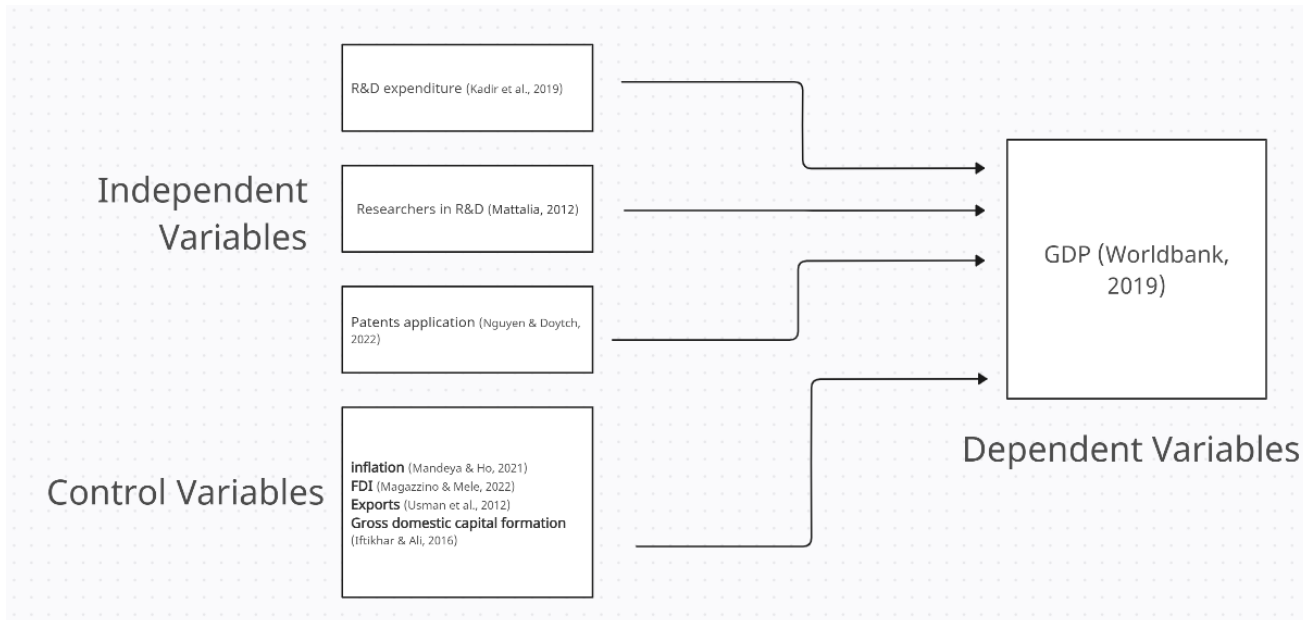 R&D expenditure (Kadir et al., 2019)
Independent
Variables
Researchers in R&D (Mattalia, 2012)
Patents application (Nguyen & Doytch,
2022)
GDP (Worldbank,
2019)
Dependent Variables
Control Variables
inflation (Mandeya & Ho, 2021)
FDI (Magazzino & Mele, 2022)
Exports (Usman et al., 2012)
Gross domestic capital formation
(Iftikhar & Ali, 2016)